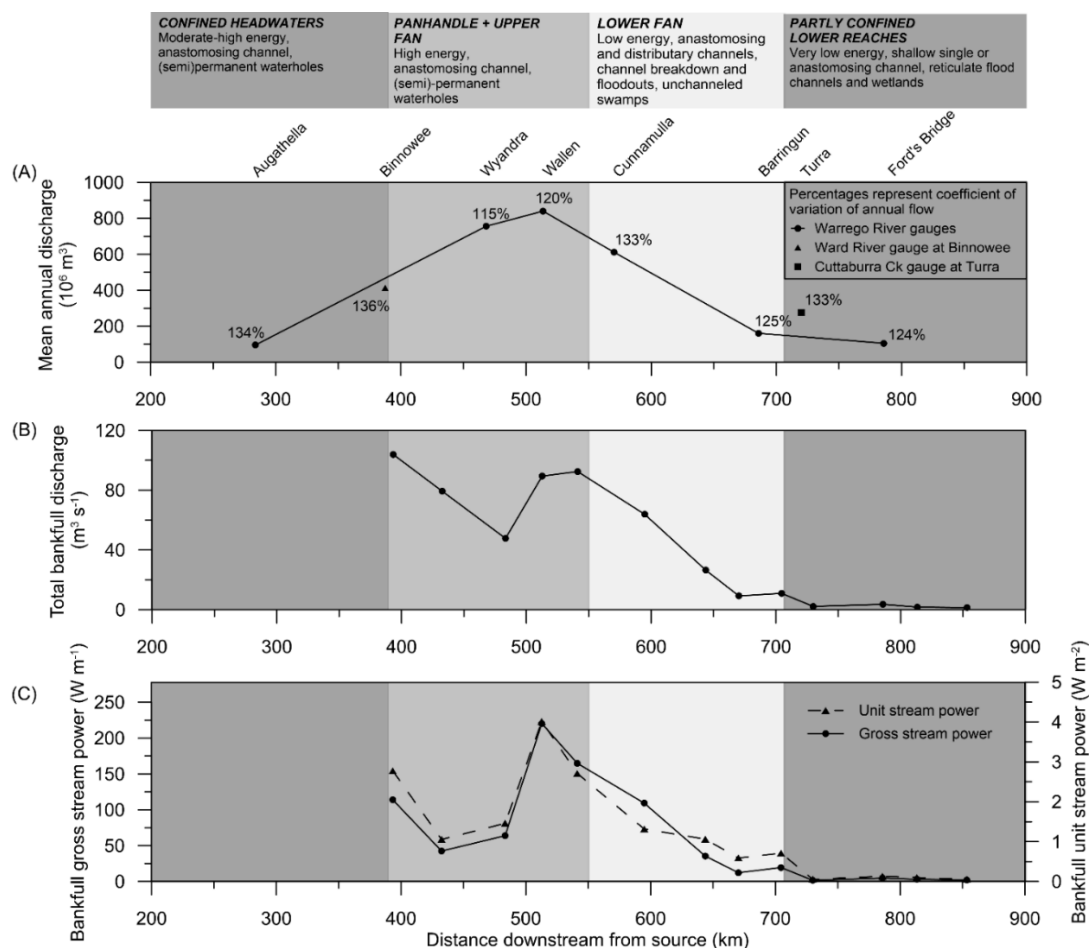 CONFINED HEADWATERS
Moderate-high energy,
anastomosing channel,
(semi)permanent waterholes
PANHANDLE + UPPER
FAN
High energy,
anastomosing channel,
(semi)-permanent
waterholes
LOWER FAN
Low energy, anastomosing
and distributary channels,
channel breakdown and
floodouts, unchanneled
swamps
PARTLY CONFINED
LOWER REACHES
Very low energy, shallow single or
anastomosing channel, reticulate flood
channels and wetlands
Augathella
Binnowee
Wyandra
Wallen
Cunnamulla
Barringun
Turra
Ford's Bridge
(A)
Mean annual discharge
(10⁶ m³)
1000
800
600
400
200
0
134%
136%
115%
120%
133%
125%
133%
124%
Percentages represent coefficient of
variation of annual flow
Warrego River gauges
Ward River gauge at Binnowee
Cuttaburra Ck gauge at Turra
200 300 400 500 600 700 800 900
(B)
Total bankfull discharge
(m³ s⁻¹)
120
80
40
0
200 300 400 500 600 700 800 900
(C)
Bankfull gross stream power (W m⁻¹)
250
200
150
100
50
0
Unit stream power
Gross stream power
5
4
3
2
1
0
Bankfull unit stream power (W m⁻²)
200 300 400 500 600 700 800 900
Distance downstream from source (km)